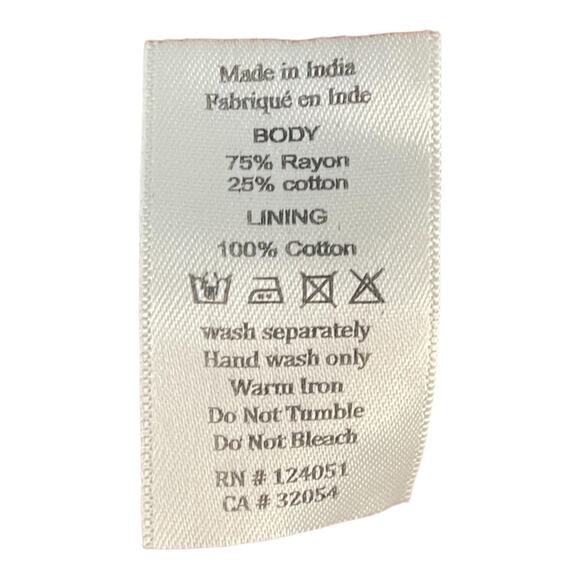 Made in India
Fabriqué en Inde
BODY
75% Rayon
25% cotton
LINING
100% Cotton
wash separately
Hand wash only
Warm Iron
Do Not Tumble
Do Not Bleach
RN # 124051
CA # 32054